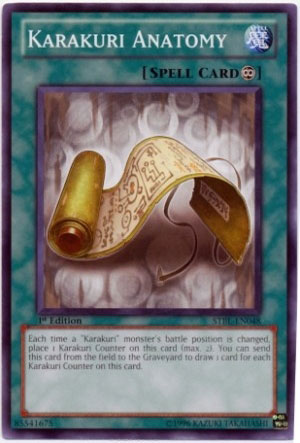 KARAKURI ANATOMY
[SPELL CARD]
1st Edition
STBL-EN048
Each time a "Karakuri" monster's battle position is changed,
place 1 Karakuri Counter on this card (max. 2). You can send
this card from the field to the Graveyard to draw 1 card for each
Karakuri Counter on this card.
85541675
©1996 KAZUKI TAKAHASHI